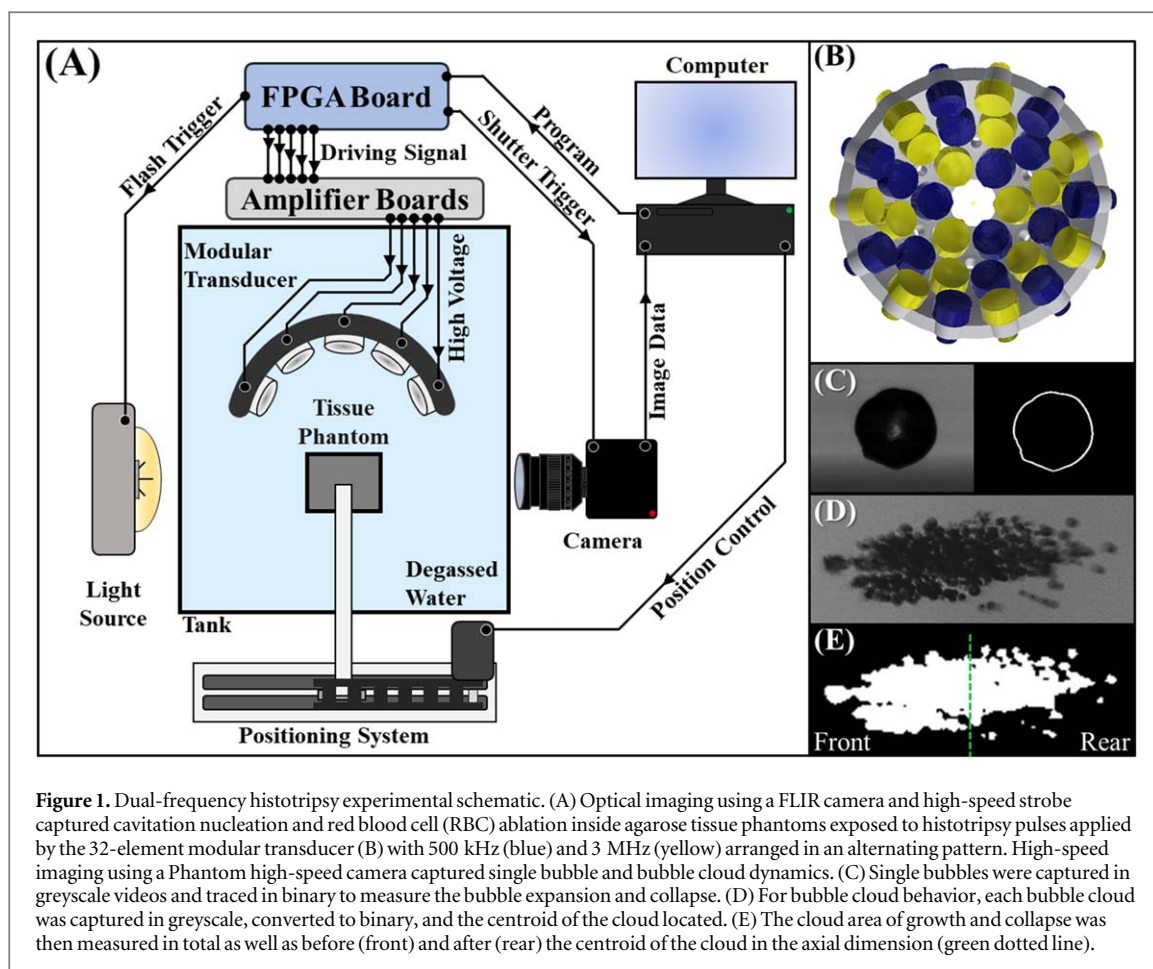 (A)
FPGA Board
Computer
Flash Trigger
Driving Signal
Shutter Trigger
Program
Amplifier Boards
Modular
Transducer
High Voltage
Image Data
Tissue
Phantom
Camera
Position Control
Light
Source
Degassed
Water
Tank
Positioning System
(B)
(C)
(D)
(E)
Front
Rear
Figure 1. Dual-frequency histotripsy experimental schematic. (A) Optical imaging using a FLIR camera and high-speed strobe
captured cavitation nucleation and red blood cell (RBC) ablation inside agarose tissue phantoms exposed to histotripsy pulses applied
by the 32-element modular transducer (B) with 500 kHz (blue) and 3 MHz (yellow) arranged in an alternating pattern. High-speed
imaging using a Phantom high-speed camera captured single bubble and bubble cloud dynamics. (C) Single bubbles were captured in
greyscale videos and traced in binary to measure the bubble expansion and collapse. (D) For bubble cloud behavior, each bubble cloud
was captured in greyscale, converted to binary, and the centroid of the cloud located. (E) The cloud area of growth and collapse was
then measured in total as well as before (front) and after (rear) the centroid of the cloud in the axial dimension (green dotted line).